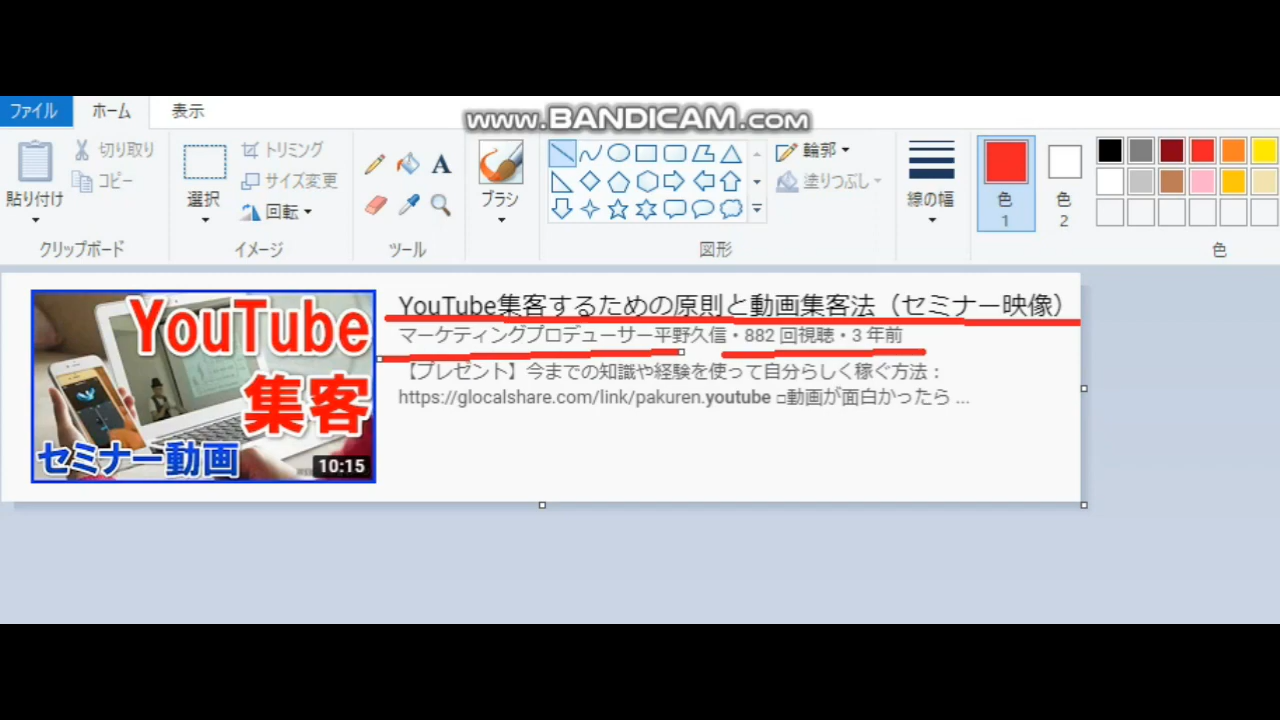 www.BANDICAM.com
ファイル ホーム 表示
貼り付け
切り取り
コピー
クリップボード
選択
トリミング
サイズ変更
回転
イメージ
A
ツール
ブラシ
輪郭
塗りつぶし
図形
線の幅
色
1
色
2
色
YouTube
集客
セミナー動画
10:15
YouTube集客するための原則と動画集客法（セミナー映像）
マーケティングプロデューサー平野久信・882 回視聴・3 年前
【プレゼント】今までの知識や経験を使って自分らしく稼ぐ方法：
https://glocalshare.com/link/pakuren.youtube □動画が面白かったら ...